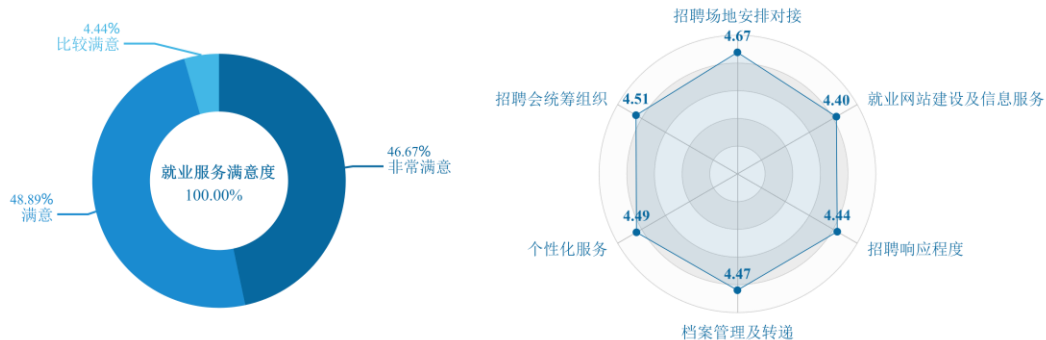 4.44%
比较满意
就业服务满意度
100.00%
46.67%
非常满意
48.89%
满意
招聘场地安排对接
4.67
招聘会统筹组织
4.51
4.40
就业网站建设及信息服务
4.49
个性化服务
4.44
招聘响应程度
4.47
档案管理及转递